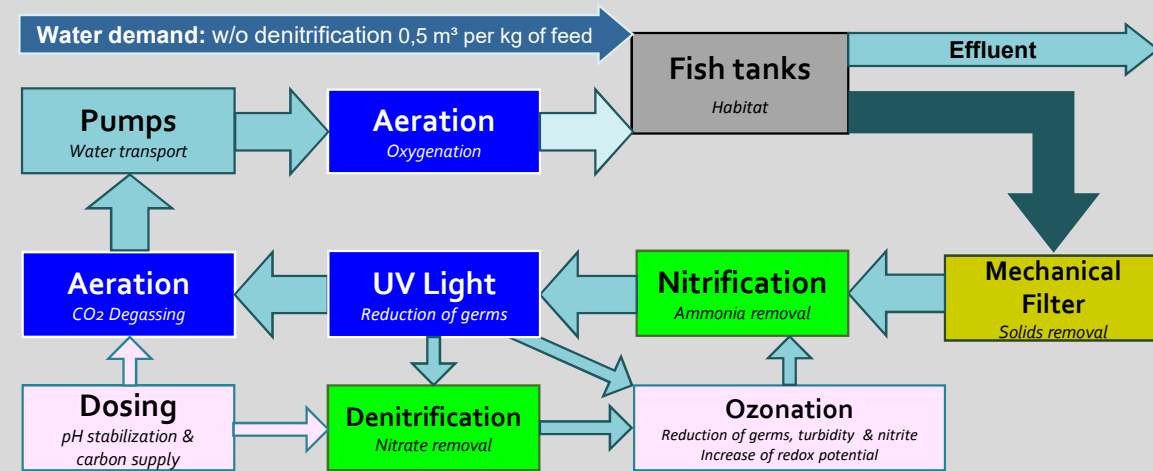 Water demand: w/o denitrification 0,5 m³ per kg of feed
Effluent
Fish tanks
Habitat
Pumps
Water transport
Aeration
Oxygenation
Aeration
CO2 Degassing
UV Light
Reduction of germs
Nitrification
Ammonia removal
Mechanical
Filter
Solids removal
Dosing
pH stabilization &
carbon supply
Denitrification
Nitrate removal
Ozonation
Reduction of germs, turbidity & nitrite
Increase of redox potential